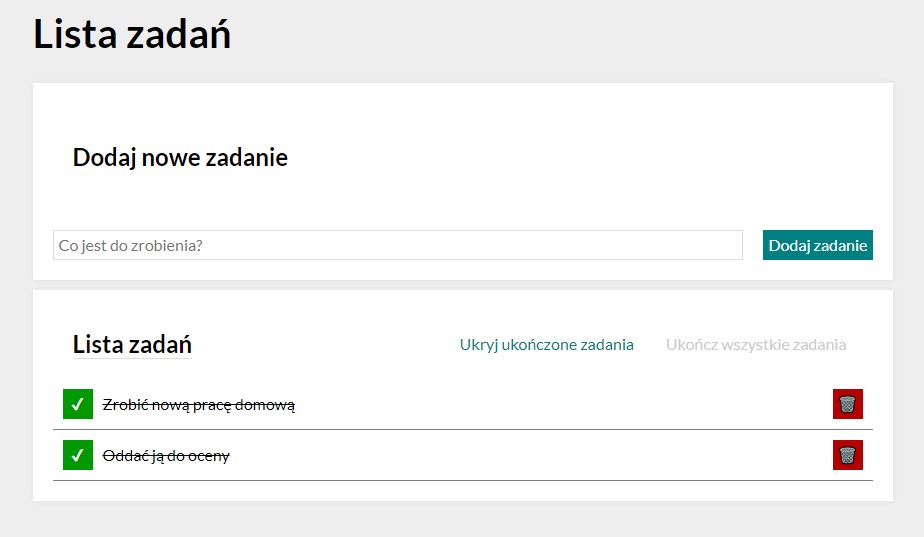 Lista zadań
Dodaj nowe zadanie
Co jest do zrobienia?
Dodaj zadanie
Lista zadań
Ukryj ukończone zadania
Ukończ wszystkie zadania
Zrobić nową pracę domową
Oddać ją do oceny